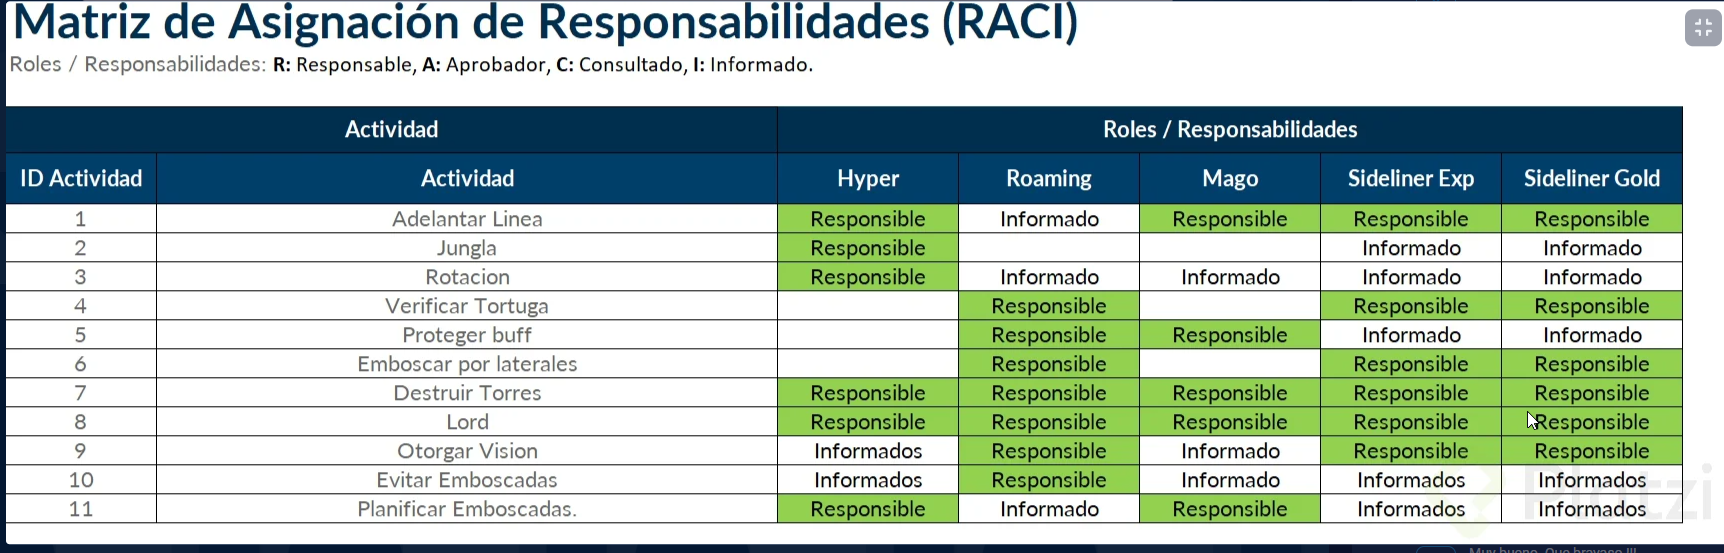 Matriz de Asignación de Responsabilidades (RACI)
Roles / Responsabilidades: R: Responsable, A: Aprobador, C: Consultado, I: Informado.
Actividad Roles / Responsabilidades
ID Actividad Actividad Hyper Roaming Mago Sideliner Exp Sideliner Gold
1 Adelantar Linea Responsible Informado Responsible Responsible Responsible
2 Jungla Responsible Informado Informado
3 Rotacion Responsible Informado Informado Informado Informado
4 Verificar Tortuga Responsible Responsible Responsible
5 Proteger buff Responsible Responsible Informado Informado
6 Emboscar por laterales Responsible Responsible Responsible
7 Destruir Torres Responsible Responsible Responsible Responsible Responsible
8 Lord Responsible Responsible Responsible Responsible Responsible
9 Otorgar Vision Informados Responsible Informado Responsible Responsible
10 Evitar Emboscadas Informados Responsible Informado Informados Informados
11 Planificar Emboscadas. Responsible Informado Responsible Informados Informados
Platzi